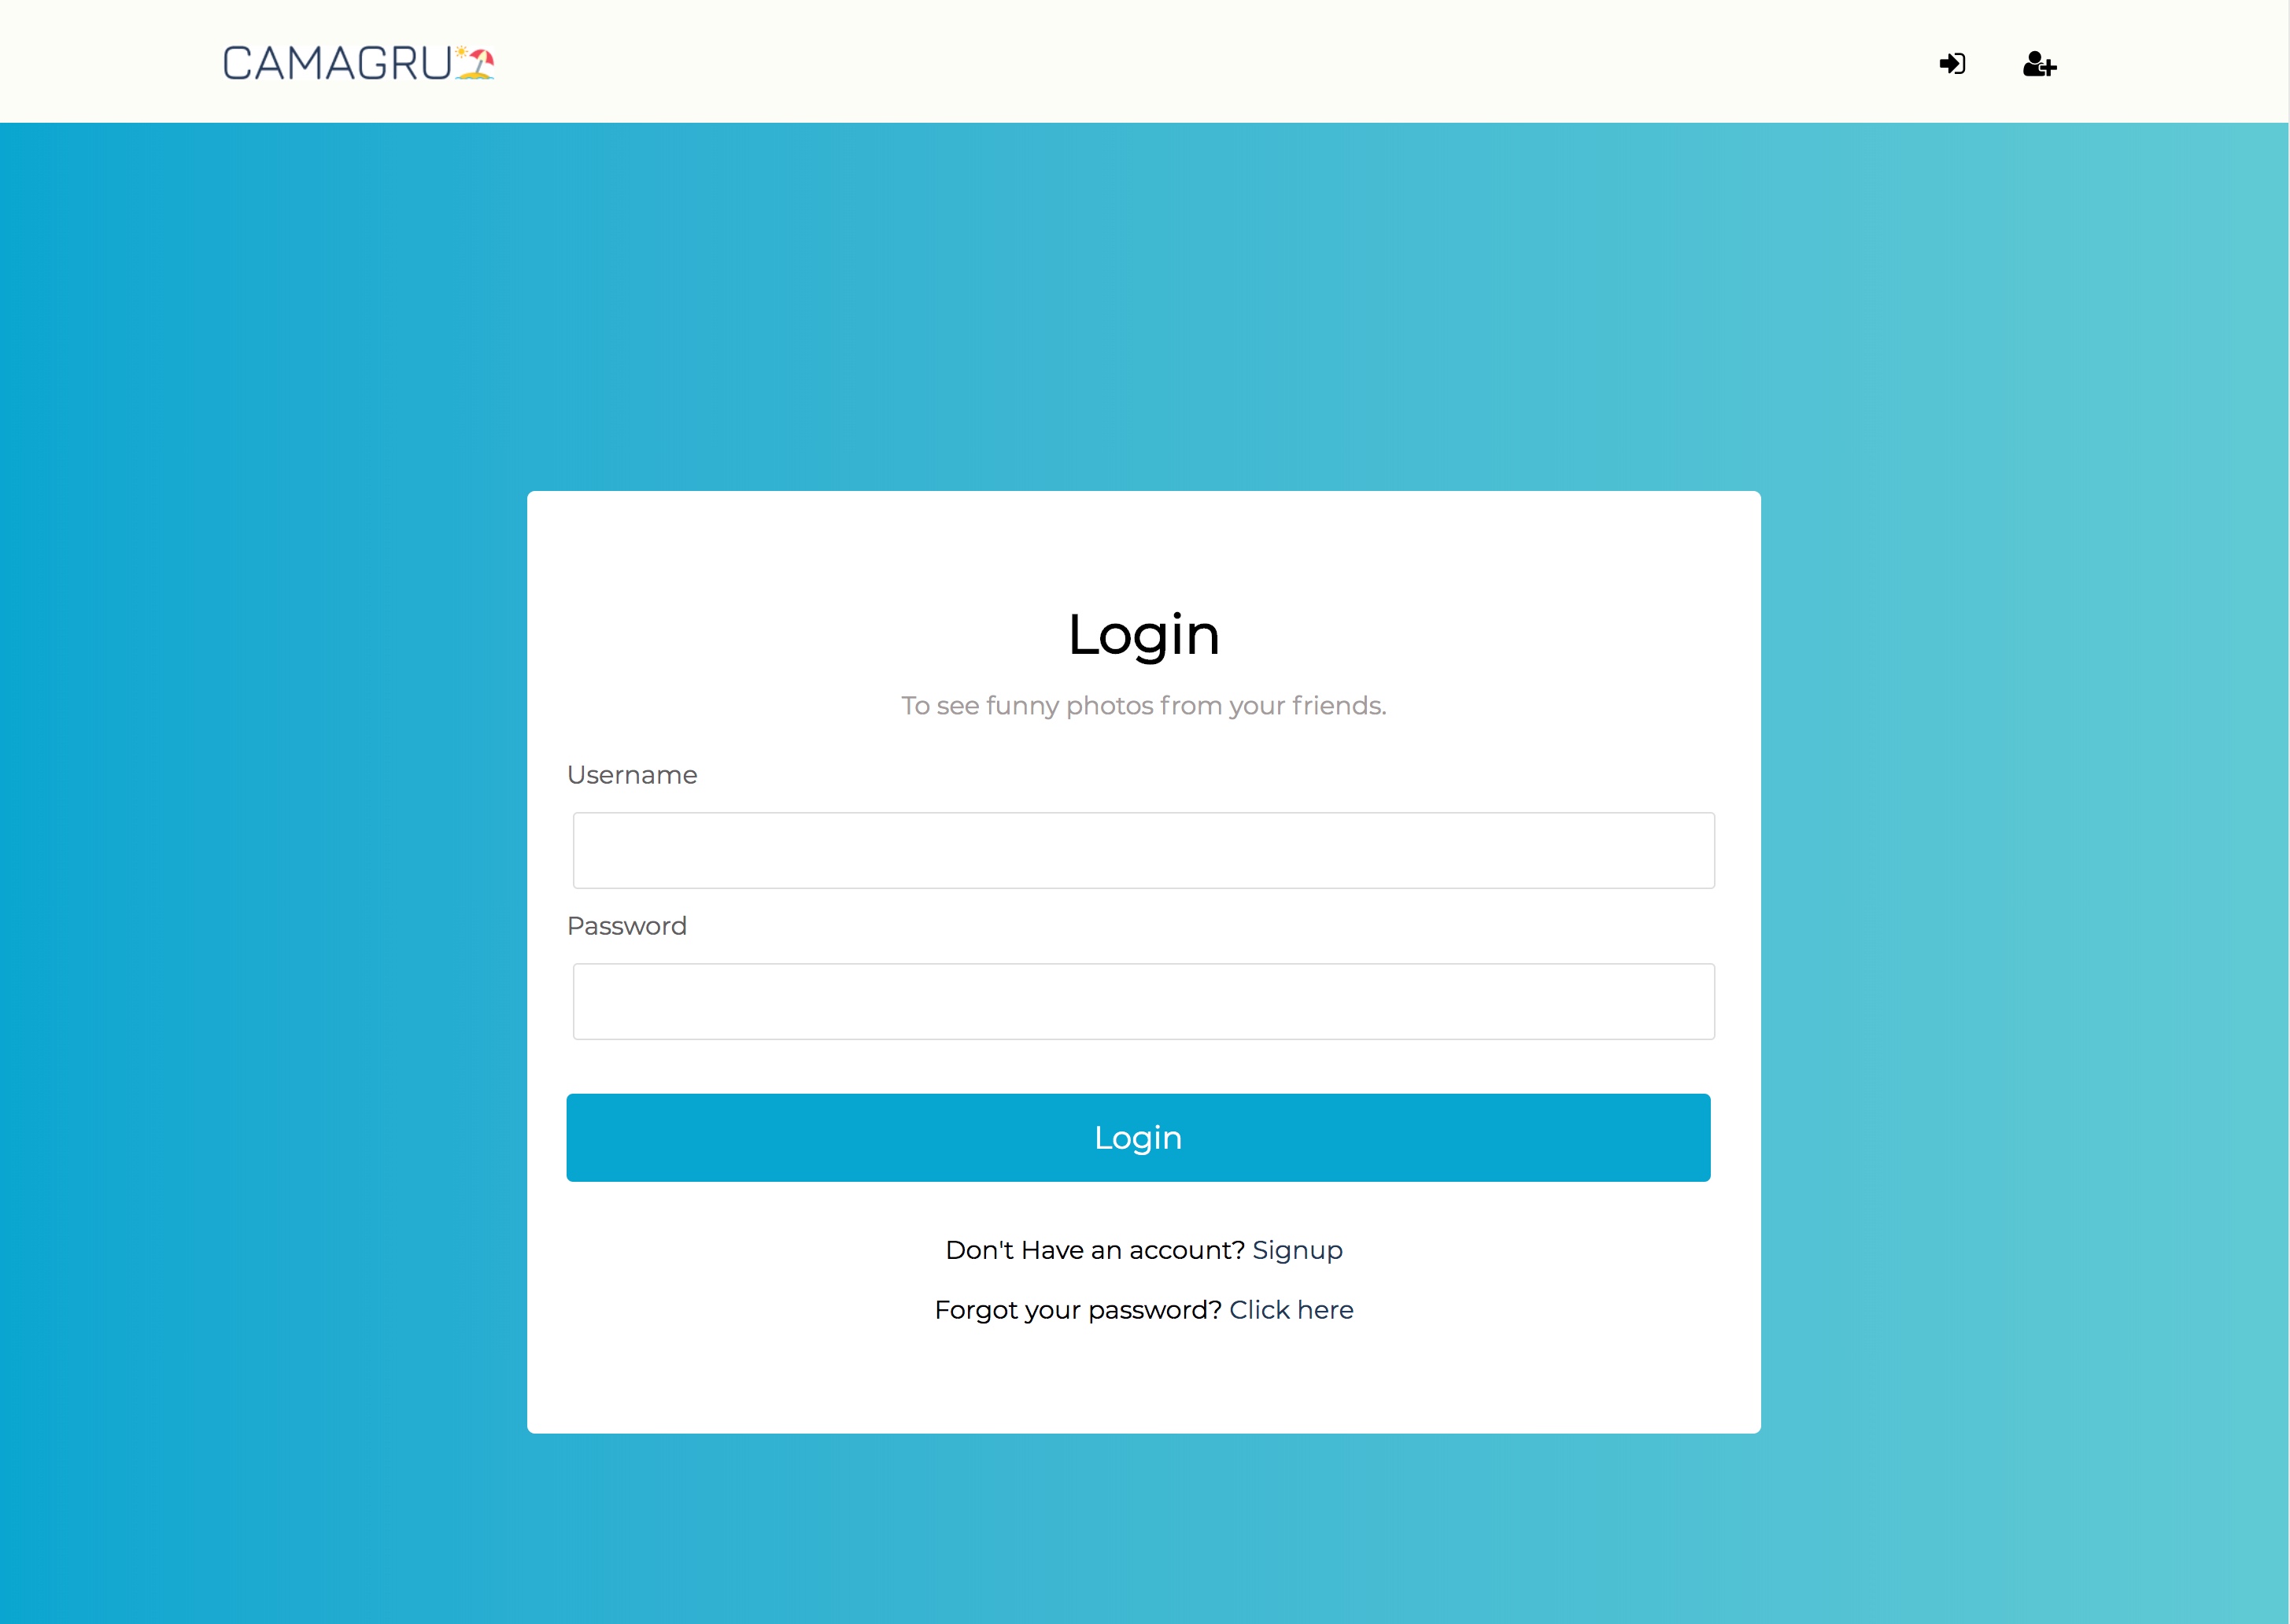 CAMAGRU
Login
To see funny photos from your friends.
Username
Password
Login
Don't Have an account? Signup
Forgot your password? Click here